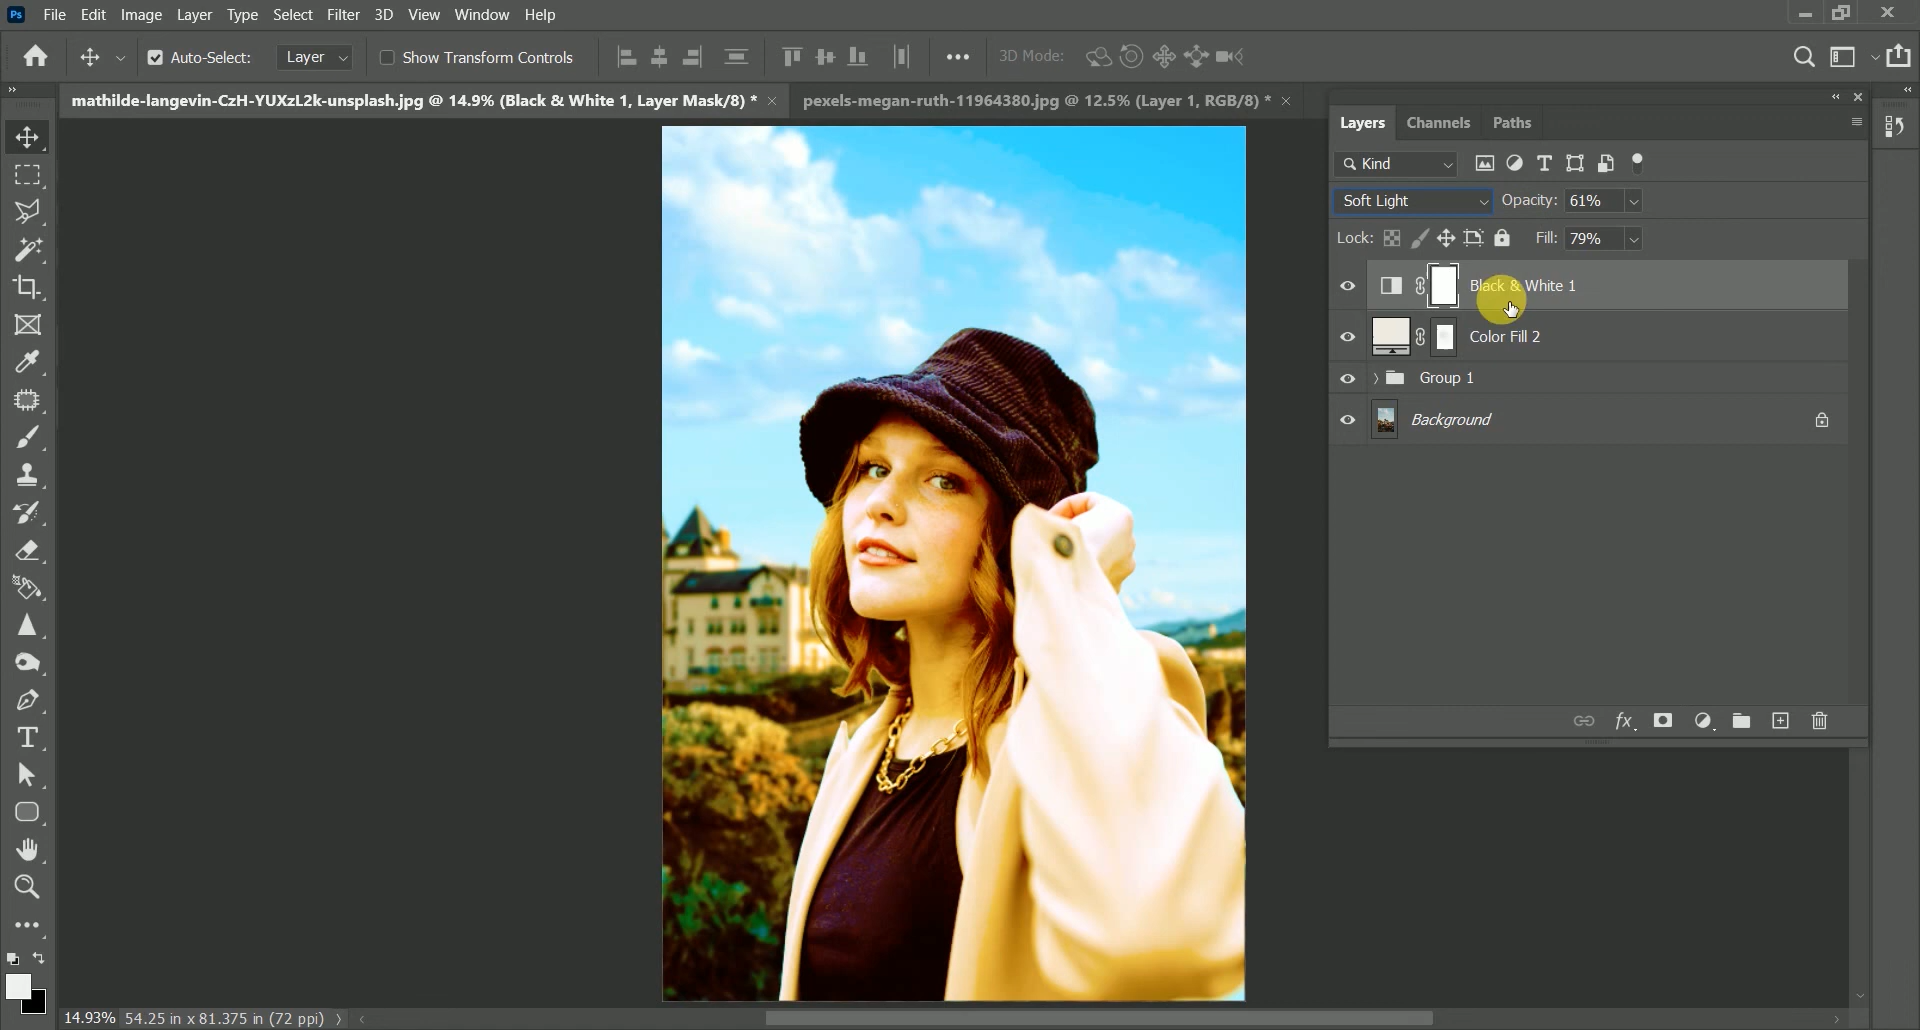 Ps File Edit Image Layer Type Select Filter 3D View Window Help
Auto-Select: Layer Show Transform Controls 3D Mode:
mathilde-langevin-CzH-YUXzL2k-unsplash.jpg @ 14.9% (Black & White 1, Layer Mask/8) * pexels-megan-ruth-11964380.jpg @ 12.5% (Layer 1, RGB/8) *
Layers Channels Paths
Kind
Soft Light Opacity: 61%
Lock: Fill: 79%
Black & White 1
Color Fill 2
Group 1
Background
fx
14.93% 54.25 in x 81.375 in (72 ppi)